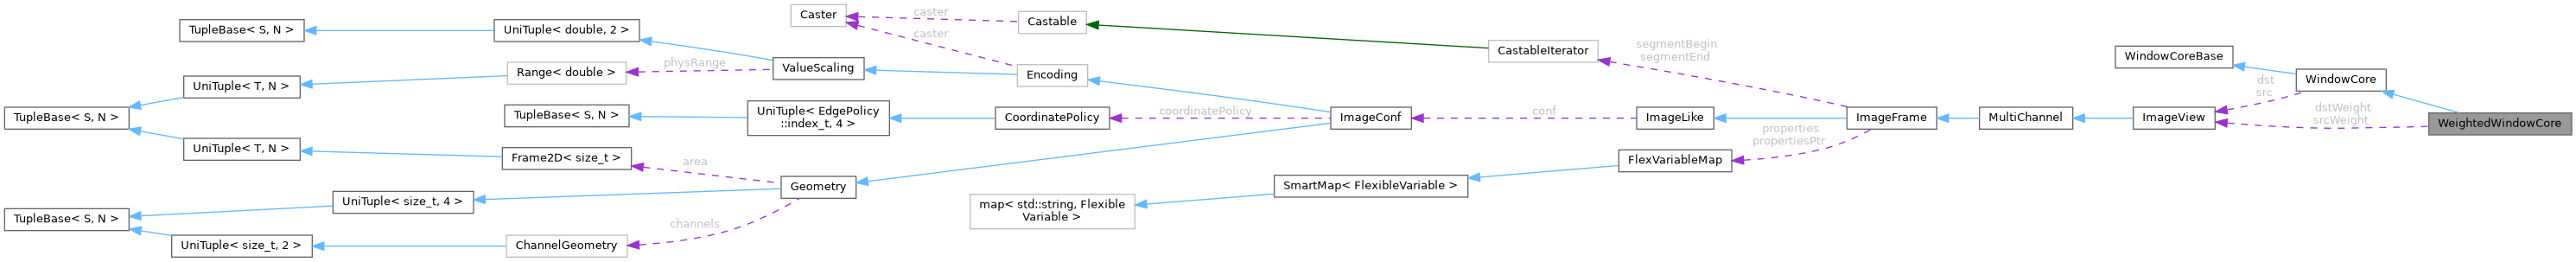 Caster
caster
Castable
TupleBase< S, N >
UniTuple< double, 2 >
caster
segmentBegin
segmentEnd
CastableIterator
WindowCoreBase
physRange
ValueScaling
Range< double >
Encoding
WindowCore
dst
src
UniTuple< T, N >
TupleBase< S, N >
TupleBase< S, N >
UniTuple< EdgePolicy
::index_t, 4 >
CoordinatePolicy
coordinatePolicy
ImageConf
conf
ImageLike
ImageFrame
MultiChannel
ImageView
dstWeight
srcWeight
WeightedWindowCore
properties
propertiesPtr
UniTuple< T, N >
Frame2D< size_t >
area
FlexVariableMap
Geometry
SmartMap< FlexibleVariable >
UniTuple< size_t, 4 >
map< std::string, Flexible
Variable >
TupleBase< S, N >
channels
UniTuple< size_t, 2 >
ChannelGeometry